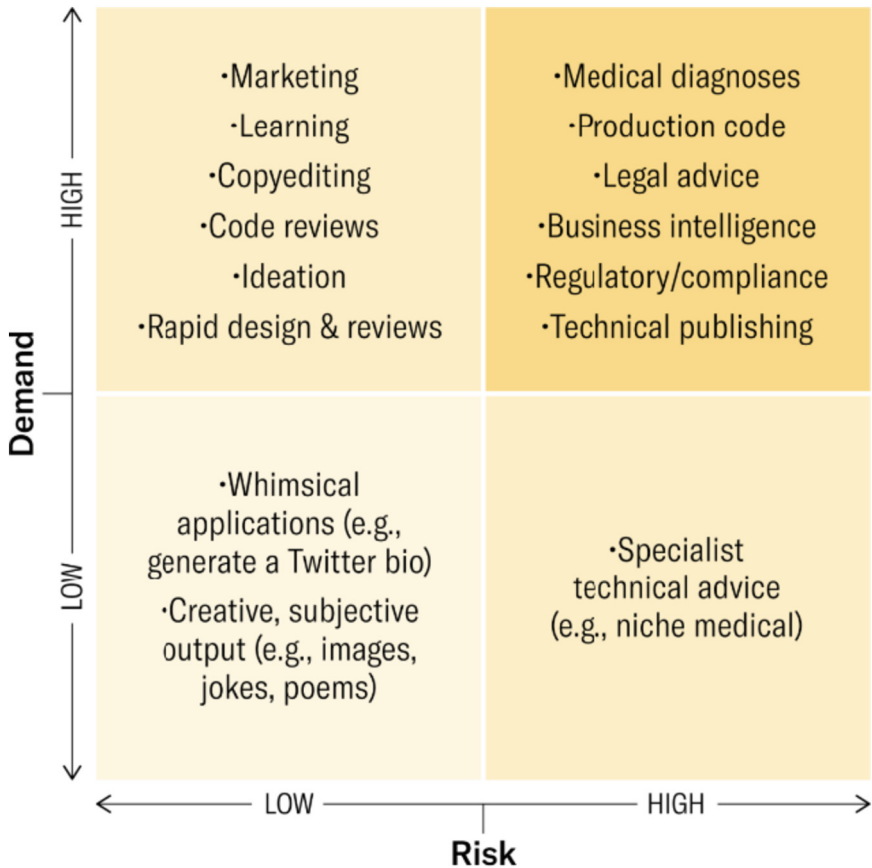 HIGH
Demand
LOW
·Marketing
·Learning
·Copyediting
·Code reviews
·Ideation
·Rapid design & reviews
·Medical diagnoses
·Production code
·Legal advice
·Business intelligence
·Regulatory/compliance
·Technical publishing
·Whimsical
applications (e.g.,
generate a Twitter bio)
·Creative, subjective
output (e.g., images,
jokes, poems)
·Specialist
technical advice
(e.g., niche medical)
LOW
HIGH
Risk